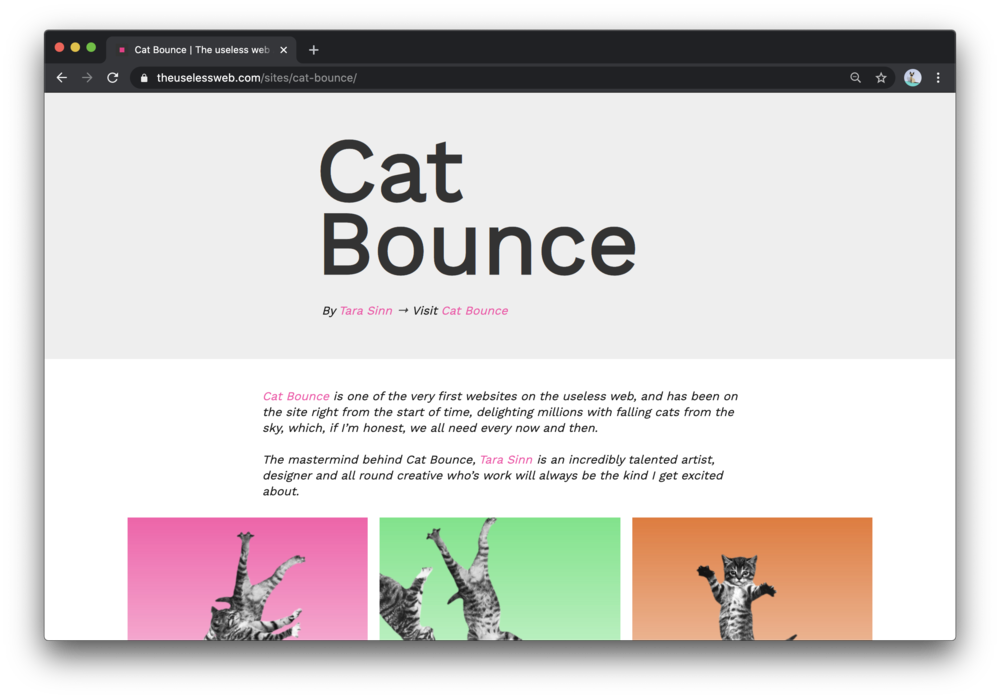 Cat Bounce | The useless web
theuselessweb.com/sites/cat-bounce/
Cat
Bounce
By Tara Sinn → Visit Cat Bounce
Cat Bounce is one of the very first websites on the useless web, and has been on
the site right from the start of time, delighting millions with falling cats from the
sky, which, if I'm honest, we all need every now and then.
The mastermind behind Cat Bounce, Tara Sinn is an incredibly talented artist,
designer and all round creative who's work will always be the kind I get excited
about.